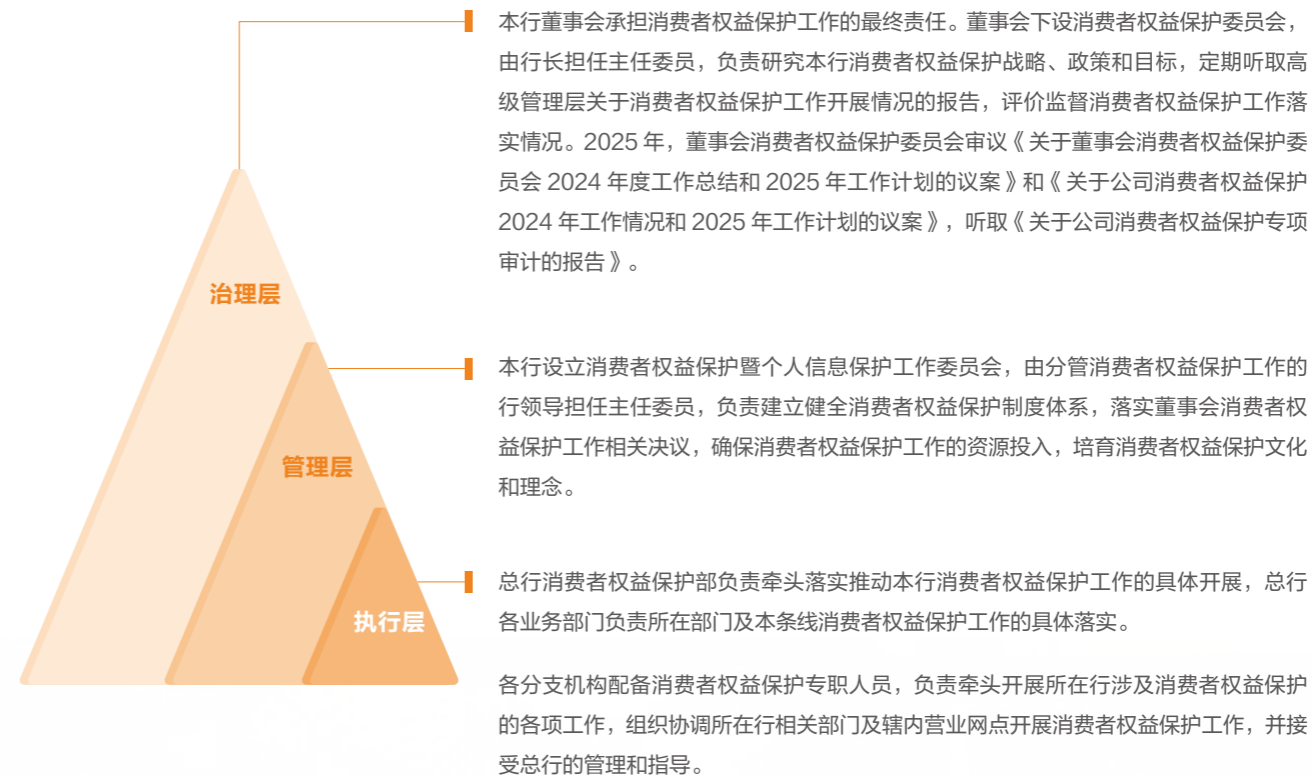 本行董事会承担消费者权益保护工作的最终责任。董事会下设消费者权益保护委员会，
由行长担任主任委员，负责研究本行消费者权益保护战略、政策和目标，定期听取高
级管理层关于消费者权益保护工作开展情况的报告，评价监督消费者权益保护工作落
实情况。2025 年，董事会消费者权益保护委员会审议《关于董事会消费者权益保护委
员会 2024 年度工作总结和 2025 年工作计划的议案》和《关于公司消费者权益保护
2024 年工作情况和 2025 年工作计划的议案》，听取《关于公司消费者权益保护专项
审计的报告》。
治理层
本行设立消费者权益保护暨个人信息保护工作委员会，由分管消费者权益保护工作的
行领导担任主任委员，负责建立健全消费者权益保护制度体系，落实董事会消费者权
益保护工作相关决议，确保消费者权益保护工作的资源投入，培育消费者权益保护文化
和理念。
管理层
总行消费者权益保护部负责牵头落实推动本行消费者权益保护工作的具体开展，总行
各业务部门负责所在部门及本条线消费者权益保护工作的具体落实。
执行层
各分支机构配备消费者权益保护专职人员，负责牵头开展所在行涉及消费者权益保护
的各项工作，组织协调所在行相关部门及辖内营业网点开展消费者权益保护工作，并接
受总行的管理和指导。